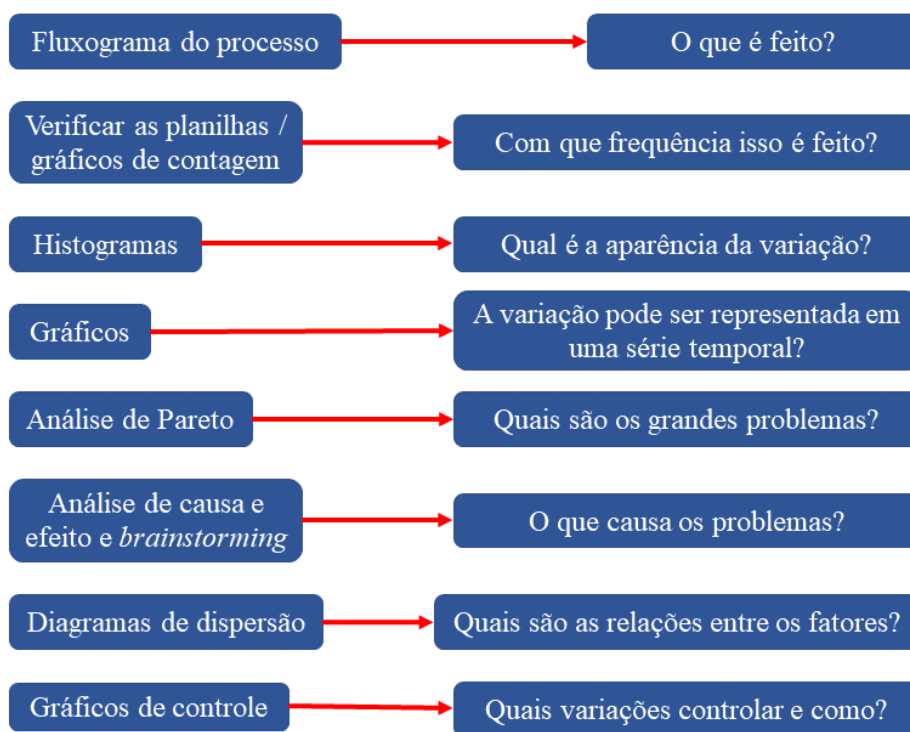 Fluxograma do processo
O que é feito?
Verificar as planilhas /
gráficos de contagem
Com que frequência isso é feito?
Histogramas
Qual é a aparência da variação?
Gráficos
A variação pode ser representada em
uma série temporal?
Análise de Pareto
Quais são os grandes problemas?
Análise de causa e
efeito e brainstorming
O que causa os problemas?
Diagramas de dispersão
Quais são as relações entre os fatores?
Gráficos de controle
Quais variações controlar e como?